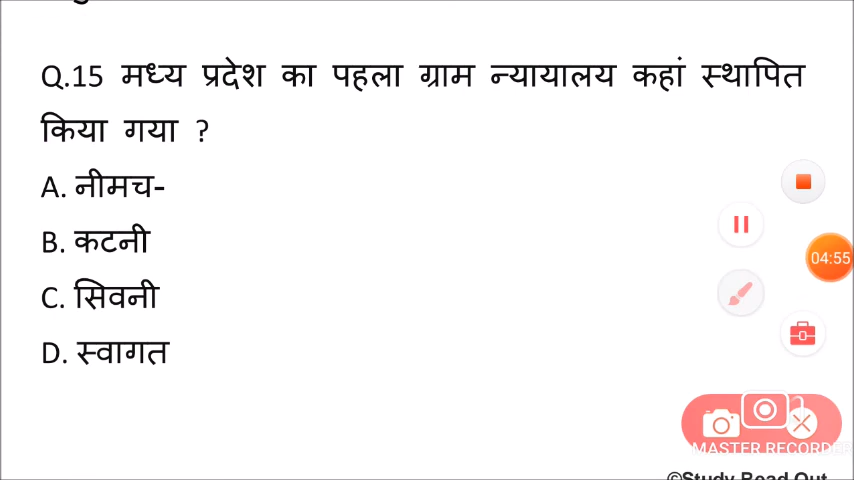 Q.15 मध्य प्रदेश का पहला ग्राम न्यायालय कहां स्थापित
किया गया ?
A. नीमच-
B. कटनी
C. सिवनी
D. स्वागत
04:55
MASTER RECORDER
©Study Read Out